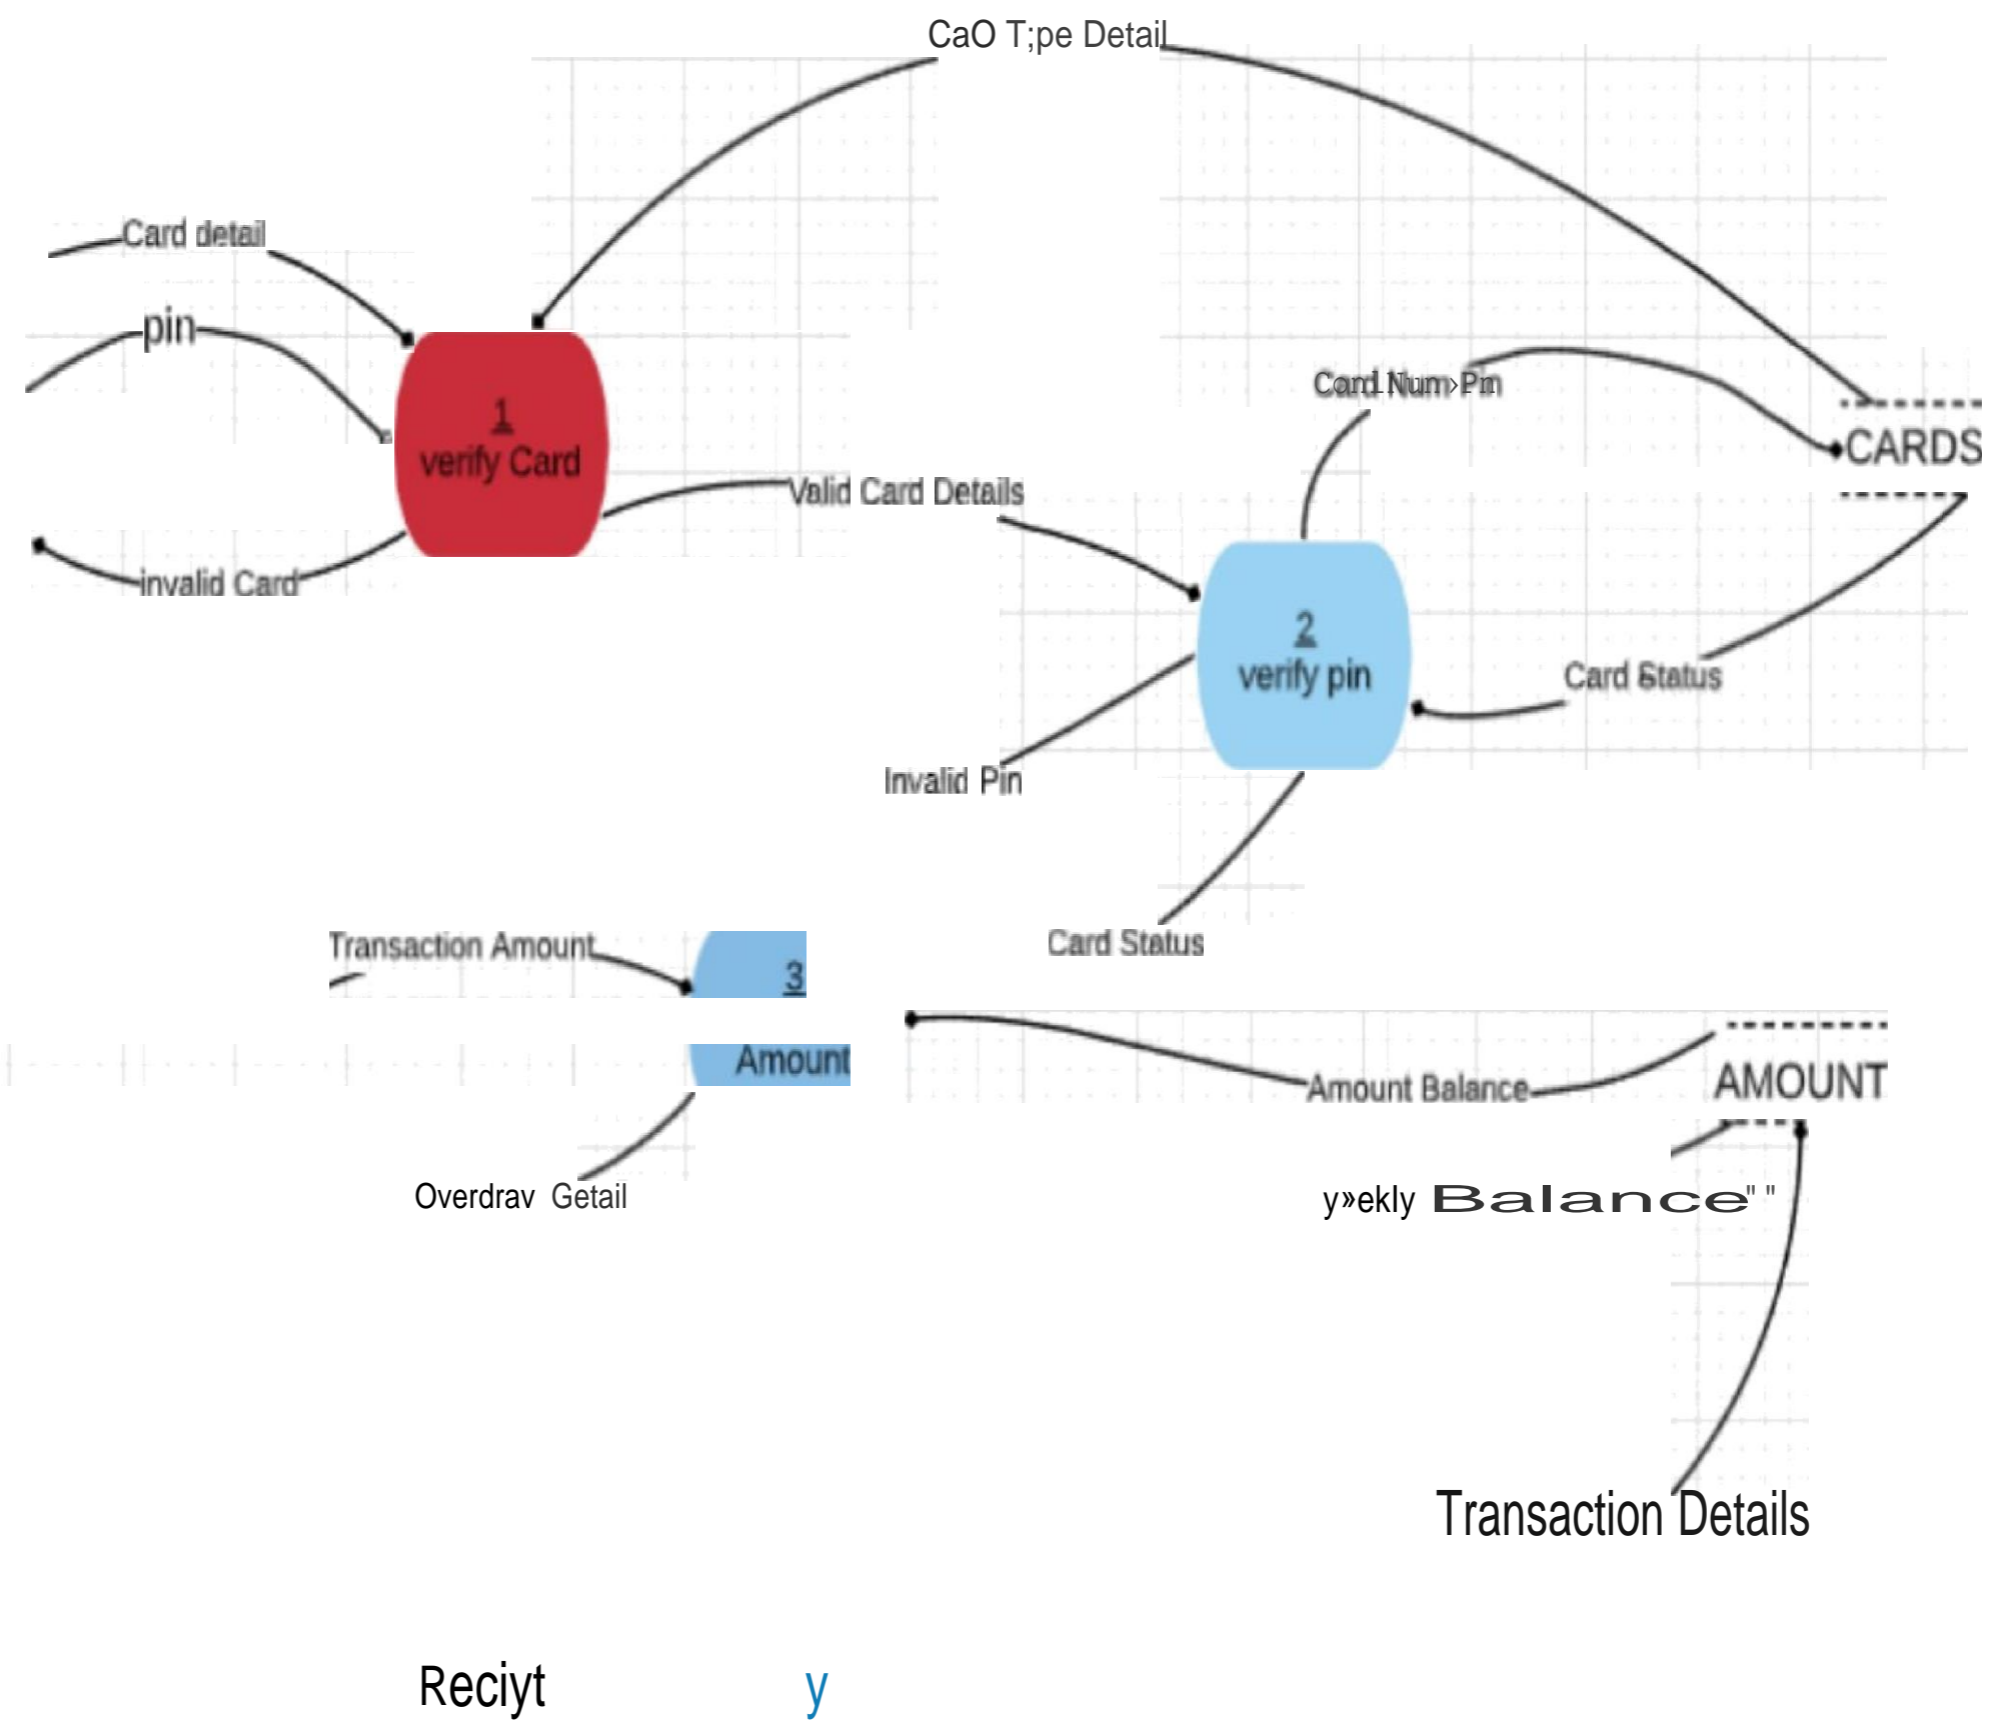 CaO T;pe Detail
Card detail
pin
1
verify Card
Card Num>Pin
CARDS
Valid Card Details
invalid Card
2
verify pin
Card Status
Invalid Pin
Card Status
Transaction Amount
3
Amount
Amount Balance
AMOUNT
Overdrav Getail
y»ekly Balance" "
Transaction Details
Reciyt y